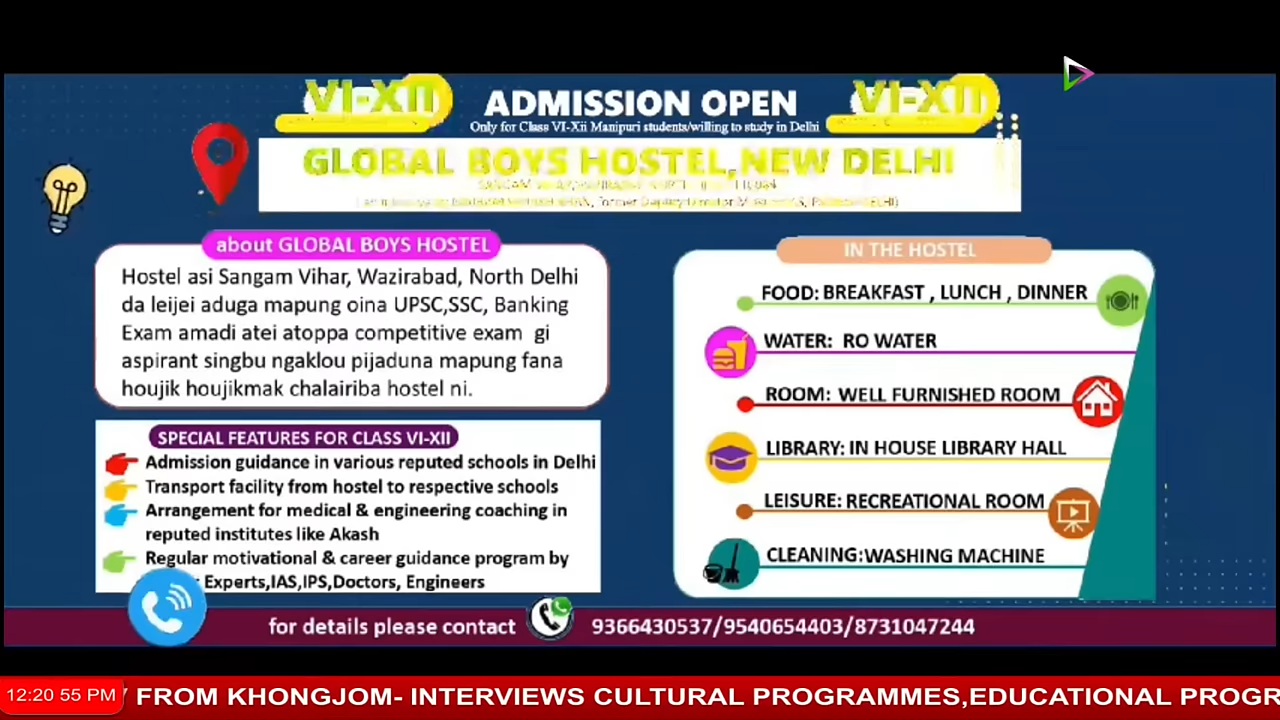 VI-XII
ADMISSION OPEN
VI-XII
Only for Class VI-Xii Manipuri students/willing to study in Delhi
GLOBAL BOYS HOSTEL,NEW DELHI
about GLOBAL BOYS HOSTEL
Hostel asi Sangam Vihar, Wazirabad, North Delhi
da leijei aduga mapung oina UPSC,SSC, Banking
Exam amadi atei atoppa competitive exam gi
aspirant singbu ngaklou pijaduna mapung fana
houjik houjikmak chalairiba hostel ni.
SPECIAL FEATURES FOR CLASS VI-XII
Admission guidance in various reputed schools in Delhi
Transport facility from hostel to respective schools
Arrangement for medical & engineering coaching in
reputed institutes like Akash
Regular motivational & career guidance program by
Experts,IAS,IPS,Doctors, Engineers
IN THE HOSTEL
FOOD: BREAKFAST , LUNCH , DINNER
WATER: RO WATER
ROOM: WELL FURNISHED ROOM
LIBRARY: IN HOUSE LIBRARY HALL
LEISURE: RECREATIONAL ROOM
CLEANING:WASHING MACHINE
for details please contact 9366430537/9540654403/8731047244
12:20 55 PM
FROM KHONGJOM- INTERVIEWS CULTURAL PROGRAMMES,EDUCATIONAL PROGR